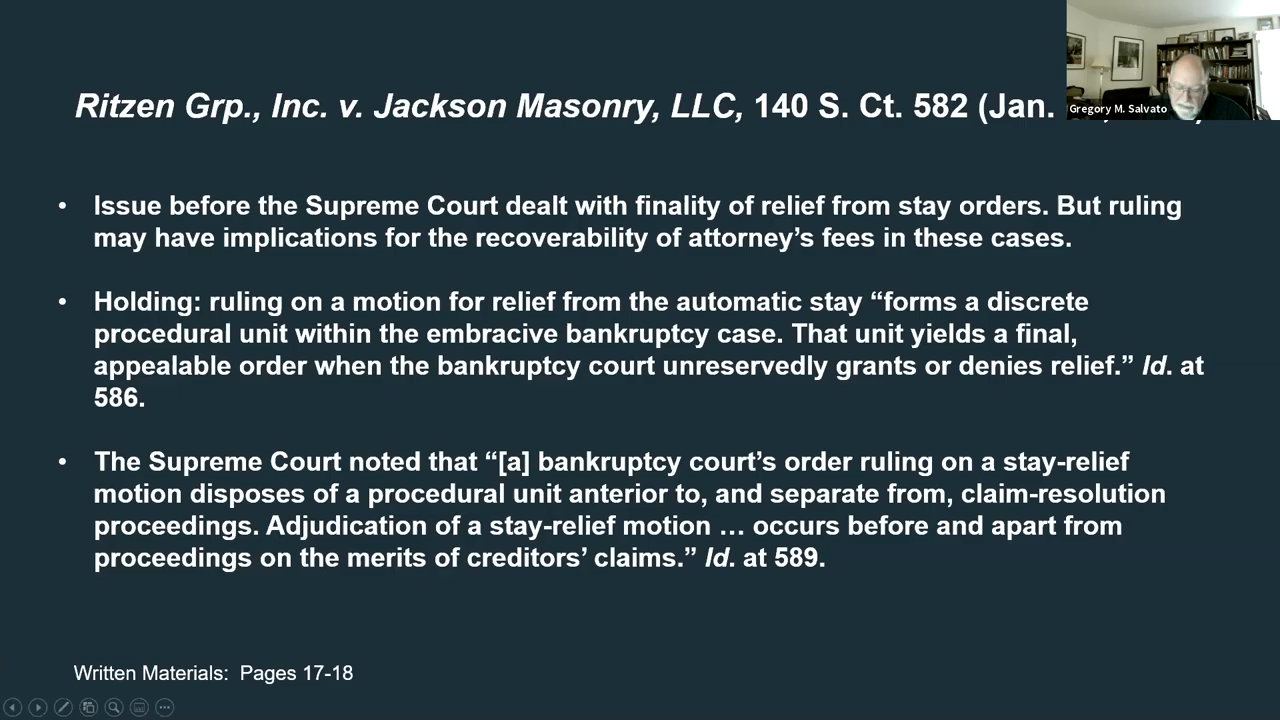 Ritzen Grp., Inc. v. Jackson Masonry, LLC, 140 S. Ct. 582 (Jan.
Gregory M. Salvato
• Issue before the Supreme Court dealt with finality of relief from stay orders. But ruling
may have implications for the recoverability of attorney’s fees in these cases.
• Holding: ruling on a motion for relief from the automatic stay “forms a discrete
procedural unit within the embracive bankruptcy case. That unit yields a final,
appealable order when the bankruptcy court unreservedly grants or denies relief.” Id. at
586.
• The Supreme Court noted that “[a] bankruptcy court’s order ruling on a stay-relief
motion disposes of a procedural unit anterior to, and separate from, claim-resolution
proceedings. Adjudication of a stay-relief motion … occurs before and apart from
proceedings on the merits of creditors’ claims.” Id. at 589.
Written Materials: Pages 17-18